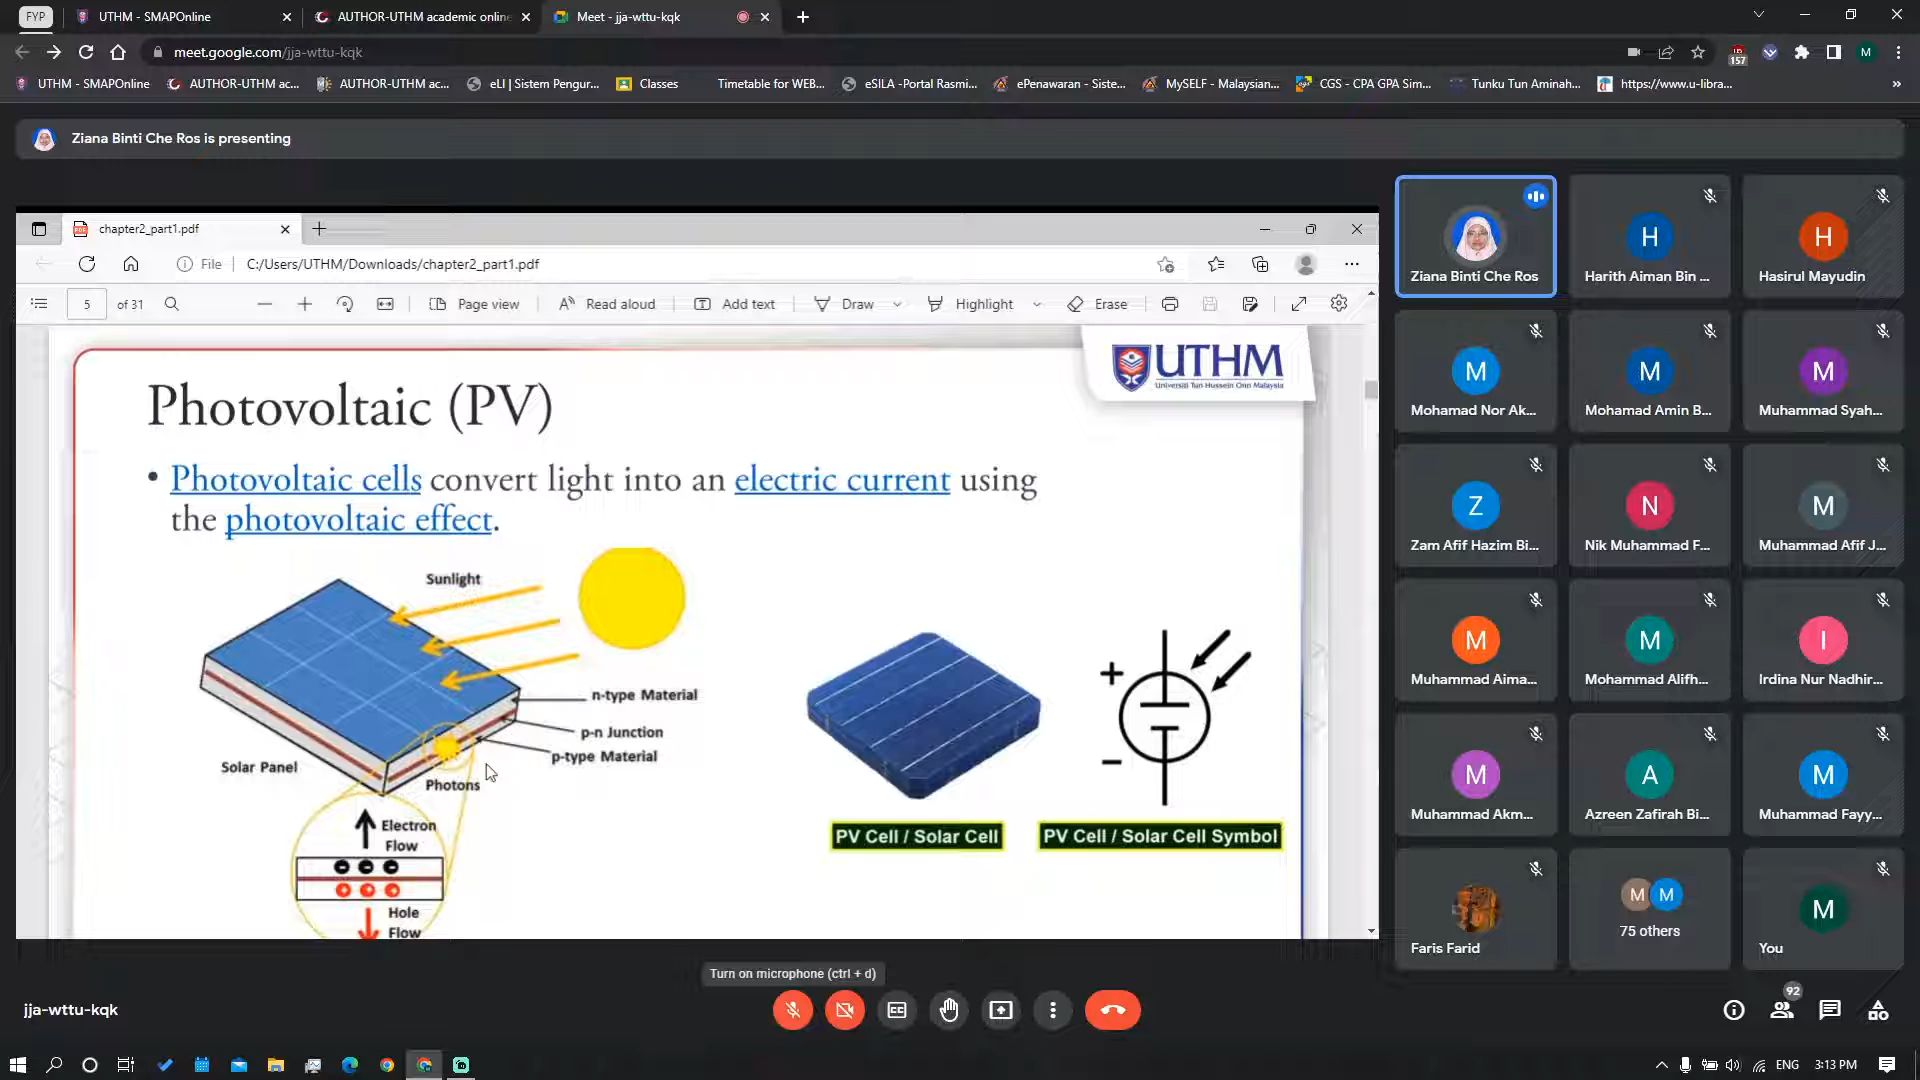 FYP
UTHM - SMAPOnline
AUTHOR-UTHM academic online
Meet - jja-wttu-kqk
meet.google.com/jja-wttu-kqk
157
M
UTHM - SMAPOnline
AUTHOR-UTHM ac...
AUTHOR-UTHM ac...
eLI | Sistem Pengur...
Classes
Timetable for WEB...
eSILA -Portal Rasmi...
ePenawaran - Siste...
MySELF - Malaysian...
CGS - CPA GPA Sim...
Tunku Tun Aminah...
https://www.u-libra...
»
Ziana Binti Che Ros is presenting
chapter2_part1.pdf
File
C:/Users/UTHM/Downloads/chapter2_part1.pdf
5
of 31
Page view
Read aloud
Add text
Draw
Highlight
Erase
UTHM
Universiti Tun Hussein Onn Malaysia
Photovoltaic (PV)
• Photovoltaic cells convert light into an electric current using
the photovoltaic effect.
Sunlight
n-type Material
p-n Junction
p-type Material
Solar Panel
Photons
Electron
Flow
Hole
Flow
+
−
PV Cell / Solar Cell
PV Cell / Solar Cell Symbol
Ziana Binti Che Ros
H
Harith Aiman Bin ...
H
Hasirul Mayudin
M
Mohamad Nor Ak...
M
Mohamad Amin B...
M
Muhammad Syah...
Z
Zam Afif Hazim Bi...
N
Nik Muhammad F...
M
Muhammad Afif J...
M
Muhammad Aima...
M
Mohammad Alifh...
I
Irdina Nur Nadhir...
M
Muhammad Akm...
A
Azreen Zafirah Bi...
M
Muhammad Fayy...
Faris Farid
M
M
75 others
M
You
Turn on microphone (ctrl + d)
jja-wttu-kqk
92
ENG
3:13 PM